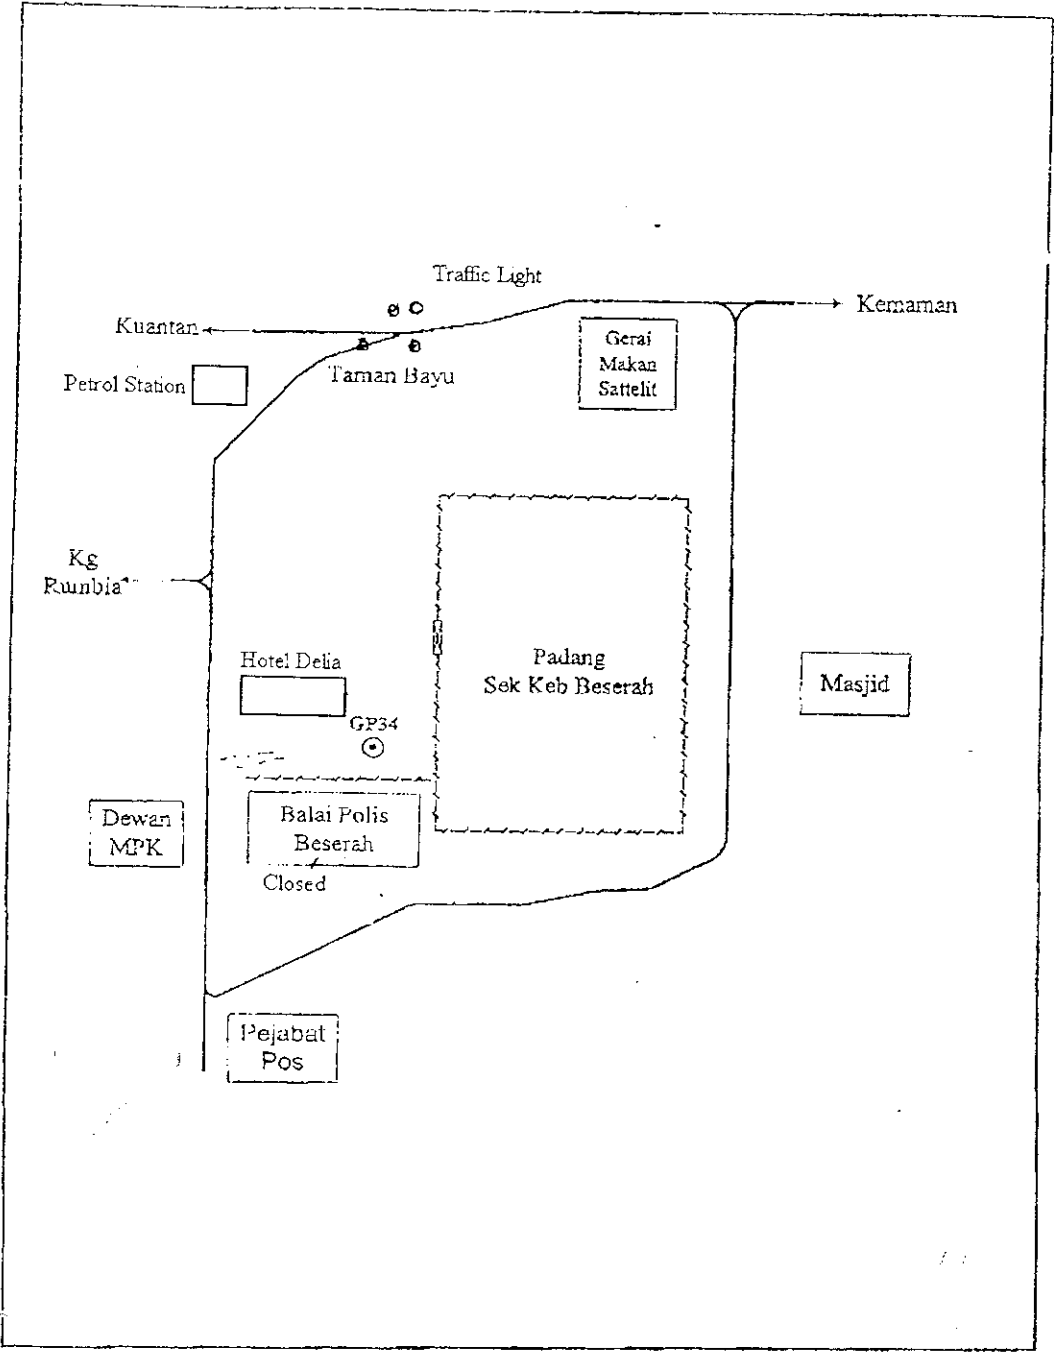 Traffic Light
Kemaman
Kuantan
Gerai
Makan
Sattelit
Taman Bayu
Petrol Station
Kg
Rumbia
Hotel Delia
Padang
Sek Keb Beserah
Masjid
GP34
Dewan
MPK
Balai Polis
Beserah
Closed
Pejabat
Pos